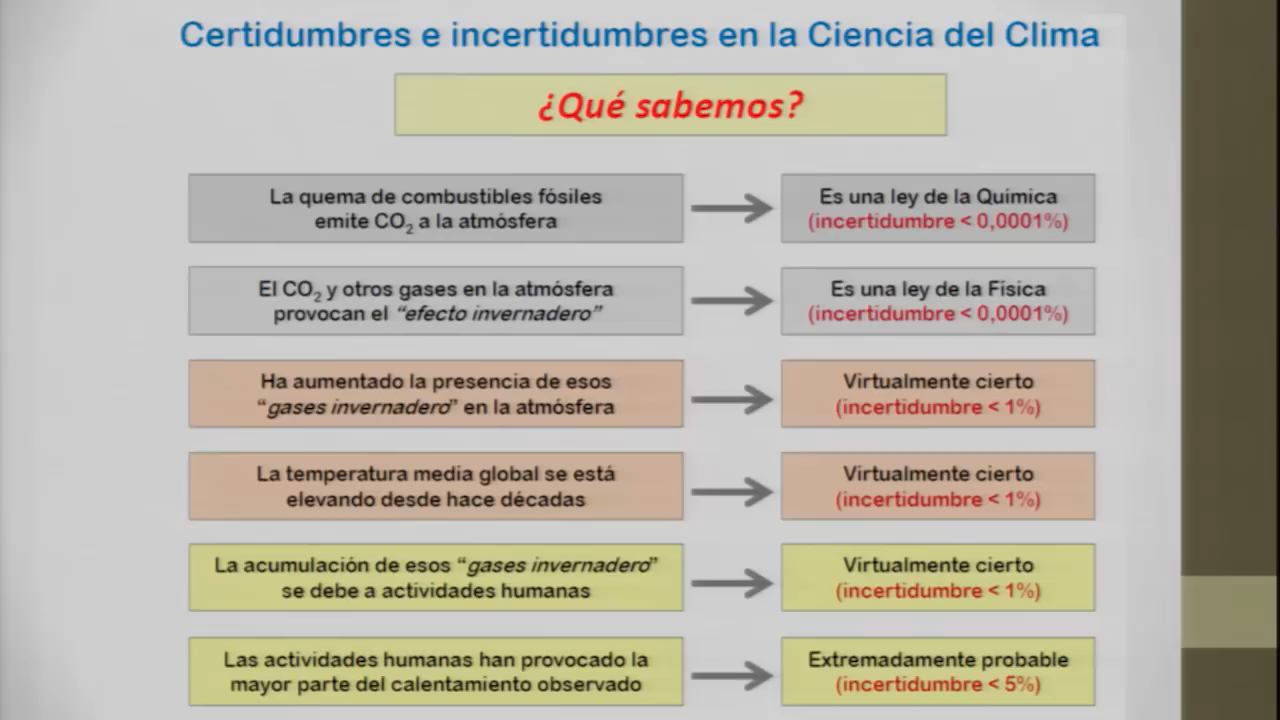 Certidumbres e incertidumbres en la Ciencia del Clima
¿Qué sabemos?
La quema de combustibles fósiles
emite CO₂ a la atmósfera
Es una ley de la Química
(incertidumbre < 0,0001%)
El CO₂ y otros gases en la atmósfera
provocan el “efecto invernadero”
Es una ley de la Física
(incertidumbre < 0,0001%)
Ha aumentado la presencia de esos
“gases invernadero” en la atmósfera
Virtualmente cierto
(incertidumbre < 1%)
La temperatura media global se está
elevando desde hace décadas
Virtualmente cierto
(incertidumbre < 1%)
La acumulación de esos “gases invernadero”
se debe a actividades humanas
Virtualmente cierto
(incertidumbre < 1%)
Las actividades humanas han provocado la
mayor parte del calentamiento observado
Extremadamente probable
(incertidumbre < 5%)